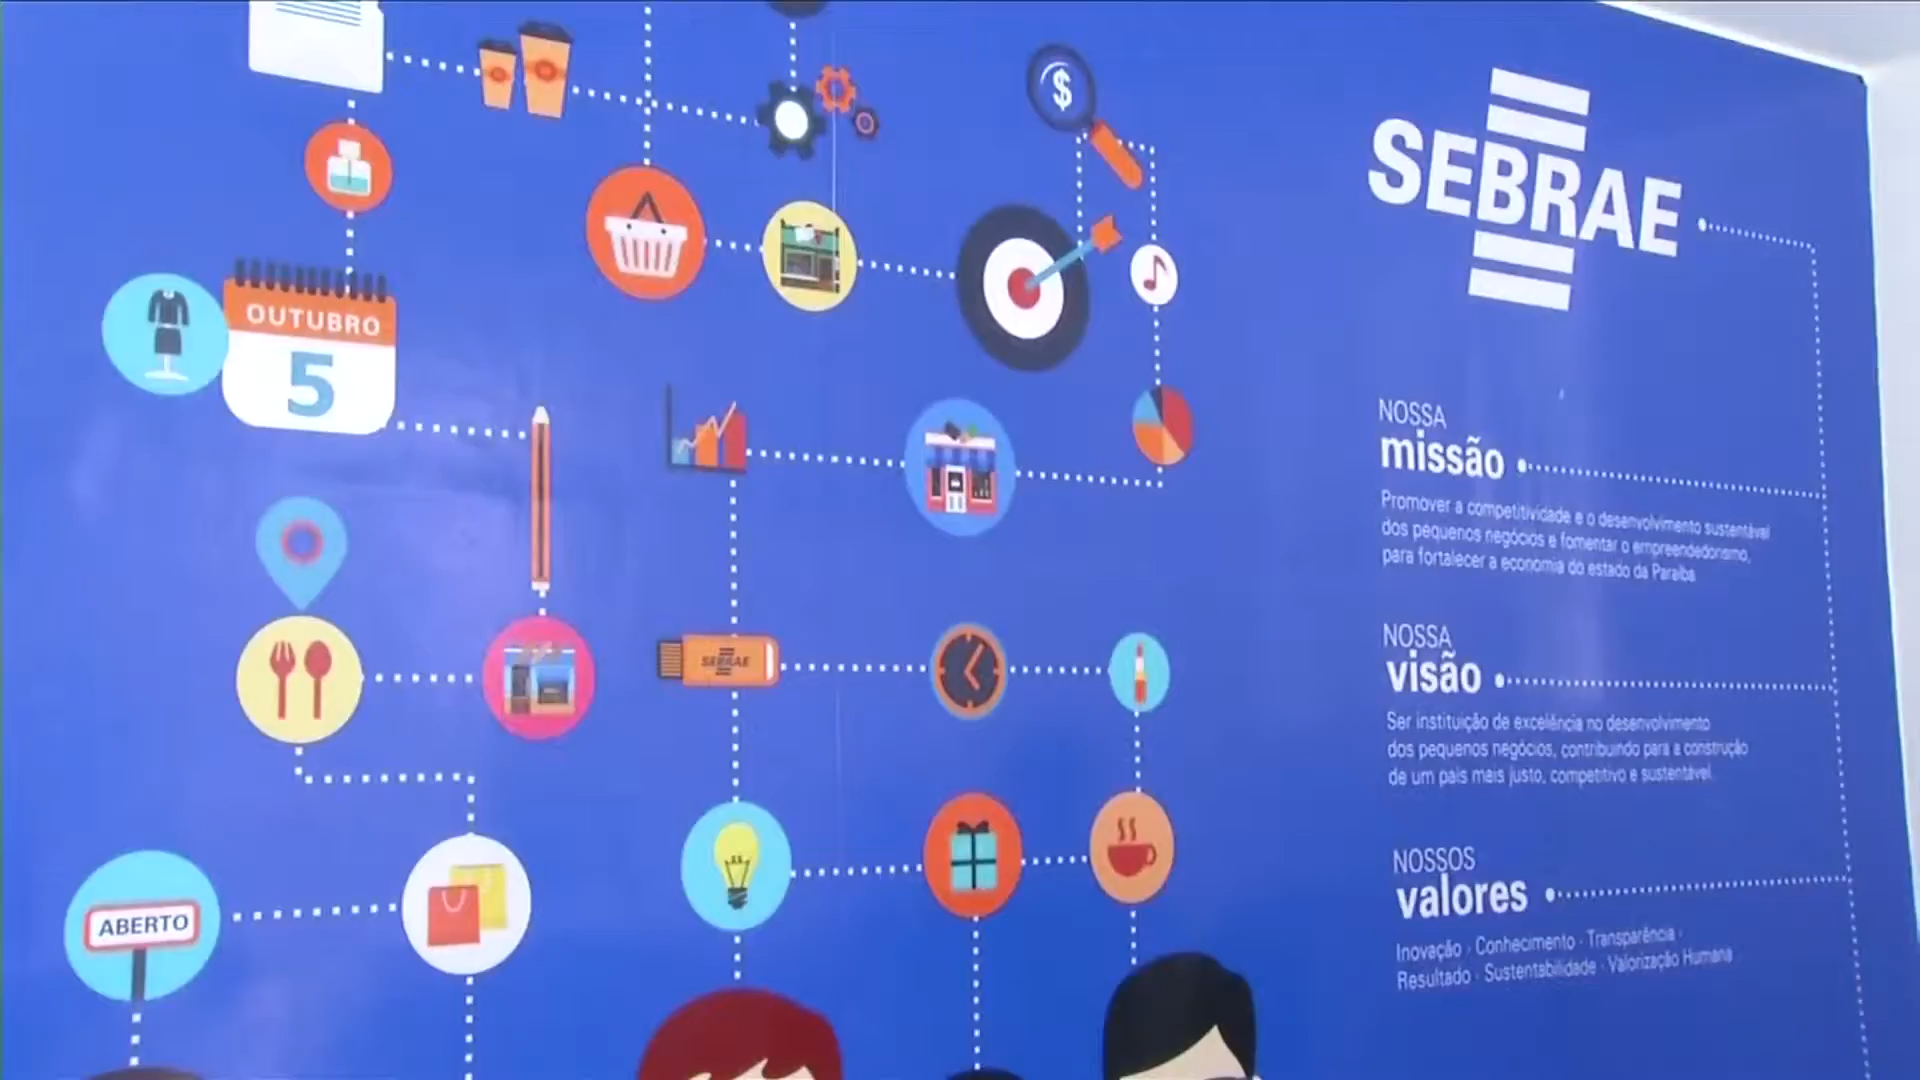 SEBRAE
OUTUBRO
5
$
SEBRAE
ABERTO
NOSSA
missão
Promover a competitividade e o desenvolvimento sustentável
dos pequenos negócios e fomentar o empreendedorismo,
para fortalecer a economia do estado da Paraíba
NOSSA
visão
Ser instituição de excelência no desenvolvimento
dos pequenos negócios, contribuindo para a construção
de um país mais justo, competitivo e sustentável.
NOSSOS
valores
Inovação · Conhecimento · Transparência ·
Resultado · Sustentabilidade · Valorização Humana